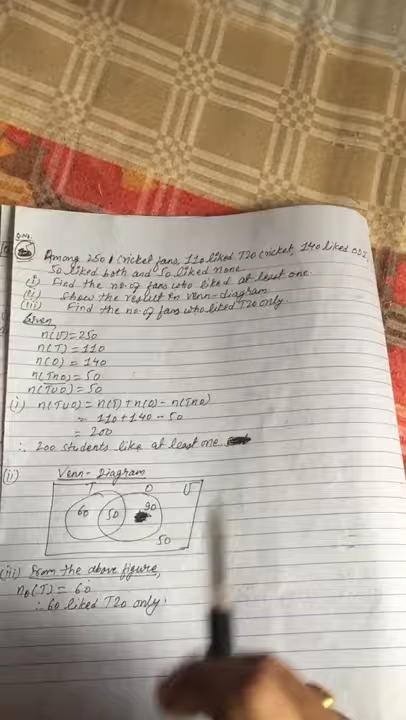 Q.N.
Among 250 cricket fans, 110 liked T20 cricket, 140 liked ODI,
50 liked both and 50 liked none.
(i) Find the no. of fans who liked at least one.
(ii) Show the result in Venn-diagram
(iii) Find the no. of fans who liked T20 only.
Given
n(U) = 250
n(T) = 110
n(O) = 140
n(T∩O) = 50
n(T∪O) = 50
(i) n(T∪O) = n(T) + n(O) - n(T∩O)
= 110 + 140 - 50
= 200
∴ 200 students like at least one
(ii) Venn-Diagram
T O U
60 50 90
50
(iii) From the above figure,
n₀(T) = 60
∴ 60 liked T20 only.